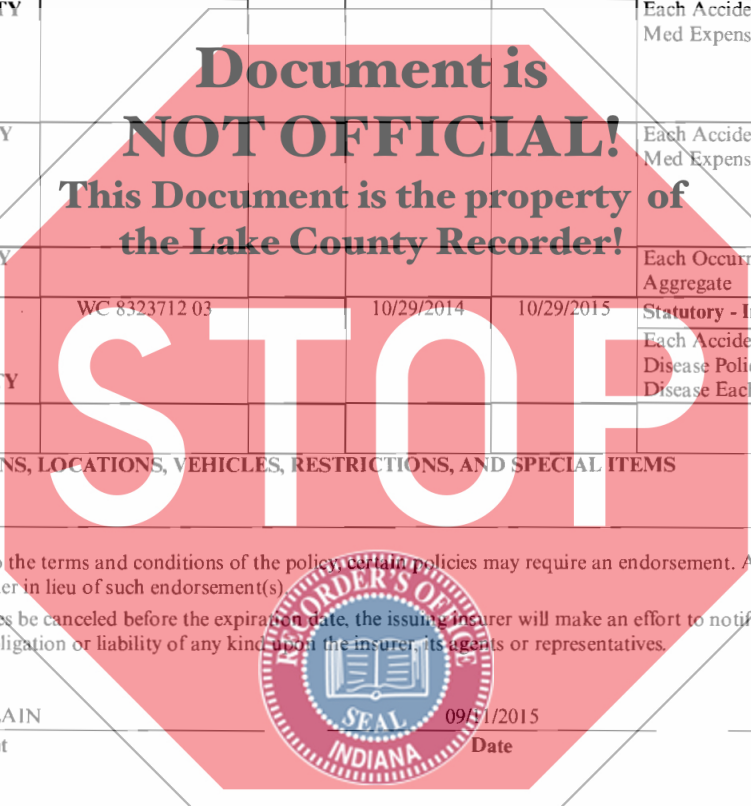 TY
Each Accide
Med Expens
Document is
NOT OFFICIAL!
Y
Each Accide
Med Expens
This Document is the property of
the Lake County Recorder!
Y
Each Occurr
Aggregate
WC 8323712 03 10/29/2014 10/29/2015 Statutory - I
Each Accide
TY
Disease Poli
Disease Eac
STOP
NS, LOCATIONS, VEHICLES, RESTRICTIONS, AND SPECIAL ITEMS
the terms and conditions of the policy, certain policies may require an endorsement. A
er in lieu of such endorsement(s).
es be canceled before the expiration date, the issuing insurer will make an effort to notif
ligation or liability of any kind upon the insurer, its agents or representatives.
RECORDER'S OFFICE
SEAL
INDIANA
AIN 09/11/2015
t Date